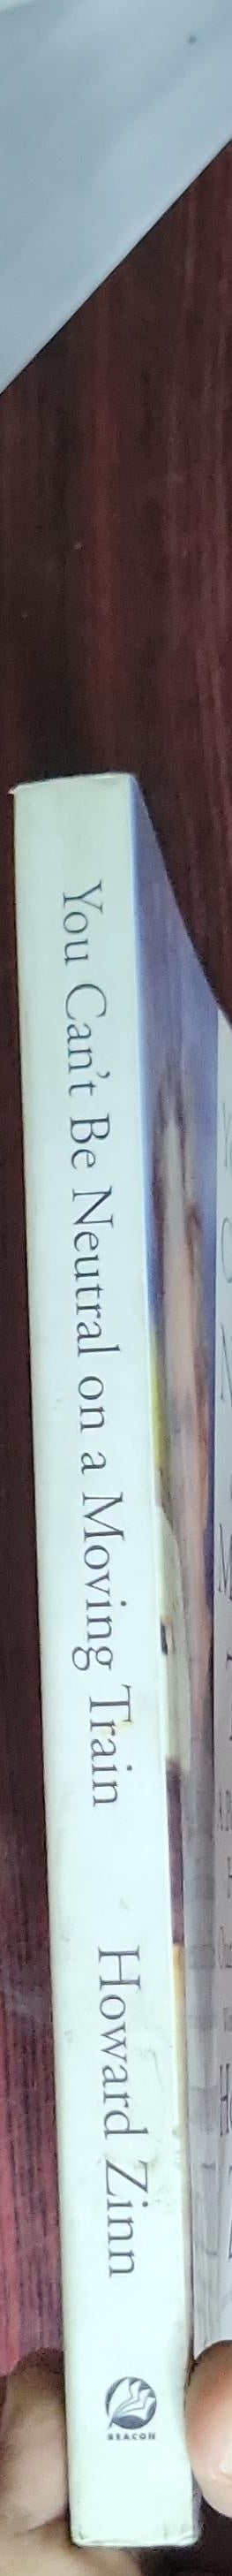 You Can't Be Neutral on a Moving Train
Howard Zinn
BEACON